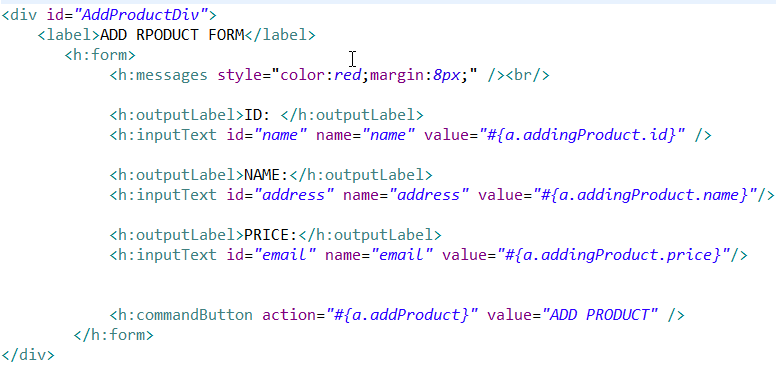 <div id="AddProductDiv">
<label>ADD RPODUCT FORM</label>
<h:form>
<h:messages style="color:red;margin:8px;" /><br/>
<h:outputLabel>ID: </h:outputLabel>
<h:inputText id="name" name="name" value="#{a.addingProduct.id}" />
<h:outputLabel>NAME:</h:outputLabel>
<h:inputText id="address" name="address" value="#{a.addingProduct.name}"/>
<h:outputLabel>PRICE:</h:outputLabel>
<h:inputText id="email" name="email" value="#{a.addingProduct.price}"/>
<h:commandButton action="#{a.addProduct}" value="ADD PRODUCT" />
</h:form>
</div>